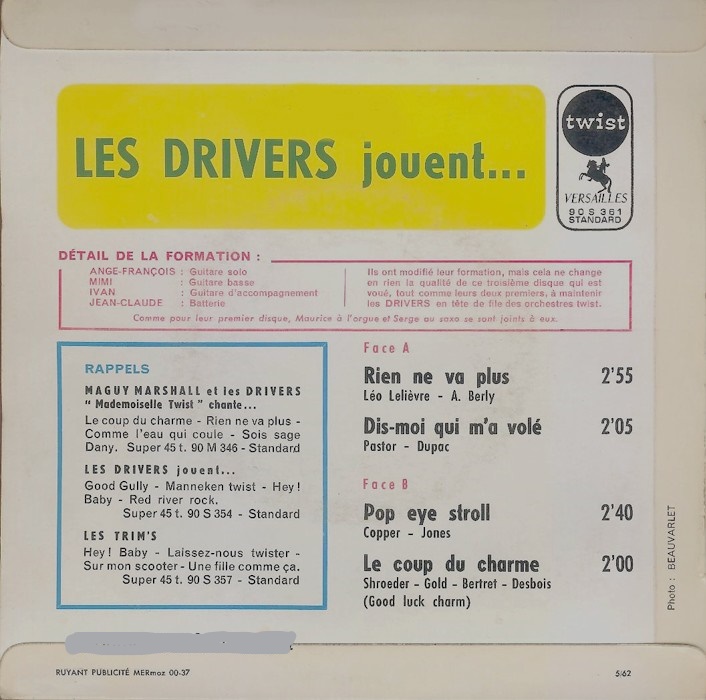 LES DRIVERS jouent...
twist
VERSAILLES
90 S 361
STANDARD
DÉTAIL DE LA FORMATION :
ANGE-FRANÇOIS : Guitare solo
MIMI : Guitare basse
IVAN : Guitare d'accompagnement
JEAN-CLAUDE : Batterie
Ils ont modifié leur formation, mais cela ne change
en rien la qualité de ce troisième disque qui est
voué, tout comme leurs deux premiers, à maintenir
les DRIVERS en tête de file des orchestres twist.
Comme pour leur premier disque, Maurice à l'orgue et Serge au saxo se sont joints à eux.
RAPPELS
MAGUY MARSHALL et les DRIVERS
" Mademoiselle Twist " chante...
Le coup du charme - Rien ne va plus -
Comme l'eau qui coule - Sois sage
Dany. Super 45 t. 90 M 346 - Standard
LES DRIVERS jouent...
Good Gully - Manneken twist - Hey !
Baby - Red river rock.
Super 45 t. 90 S 354 - Standard
LES TRIM'S
Hey ! Baby - Laissez-nous twister -
Sur mon scooter - Une fille comme ça.
Super 45 t. 90 S 357 - Standard
Face A
Rien ne va plus 2'55
Léo Lelièvre - A. Berly
Dis-moi qui m'a volé 2'05
Pastor - Dupac
Face B
Pop eye stroll 2'40
Copper - Jones
Le coup du charme 2'00
Shroeder - Gold - Bertret - Desbois
(Good luck charm)
Photo : BEAUVARLET
RUYANT PUBLICITÉ MERmoz 00-37
5/62